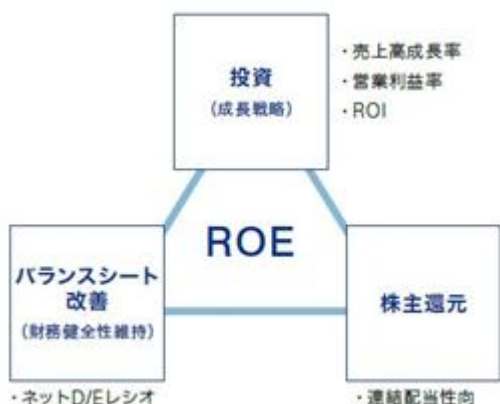 投資
（成長戦略）
・売上高成長率
・営業利益率
・ROI
ROE
バランスシート
改善
（財務健全性維持）
株主還元
・ネットD/Eレシオ
・連結配当性向